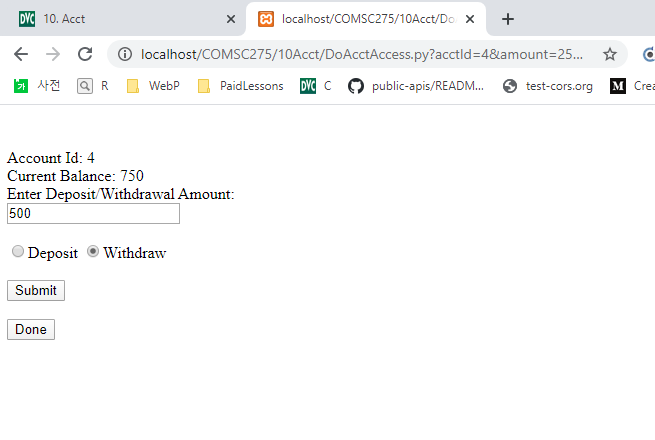 10. Acct
localhost/COMSC275/10Acct/Do
localhost/COMSC275/10Acct/DoAcctAccess.py?acctId=4&amount=25...
사전 R WebP PaidLessons DVC C public-apis/READM... test-cors.org M Crea
Account Id: 4
Current Balance: 750
Enter Deposit/Withdrawal Amount:
500
Deposit Withdraw
Submit
Done